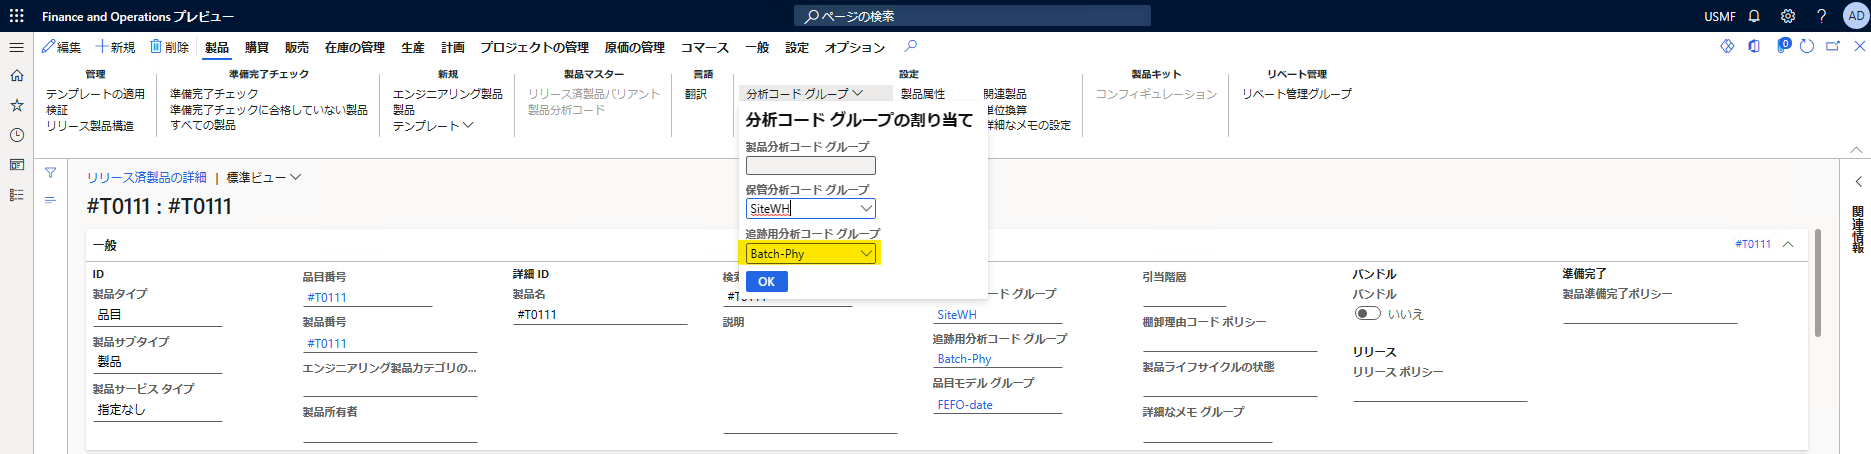 Finance and Operations プレビュー
ページの検索
USMF
AD
編集
新規
削除
製品
購買
販売
在庫の管理
生産
計画
プロジェクトの管理
原価の管理
コマース
一般
設定
オプション
0
管理
テンプレートの適用
検証
リリース製品構造
準備完了チェック
準備完了チェック
準備完了チェックに合格していない製品
すべての製品
新規
エンジニアリング製品
製品
テンプレート
製品マスター
リリース済製品バリアント
製品分析コード
言語
翻訳
設定
分析コード グループ
製品属性
関連製品
単位換算
詳細なメモの設定
製品キット
コンフィギュレーション
リベート管理
リベート管理グループ
分析コード グループの割り当て
製品分析コード グループ
保管分析コード グループ
SiteWH
追跡用分析コード グループ
Batch-Phy
OK
リリース済製品の詳細 | 標準ビュー
#T0111 : #T0111
関連情報
一般
#T0111
ID
製品タイプ
品目
製品サブタイプ
製品
製品サービス タイプ
指定なし
品目番号
#T0111
製品番号
#T0111
エンジニアリング製品カテゴリの...
製品所有者
詳細 ID
製品名
#T0111
検索
#T0111
説明
コード グループ
SiteWH
追跡用分析コード グループ
Batch-Phy
品目モデル グループ
FEFO-date
引当階層
棚卸理由コード ポリシー
製品ライフサイクルの状態
詳細なメモ グループ
バンドル
バンドル
いいえ
リリース
リリース ポリシー
準備完了
製品準備完了ポリシー